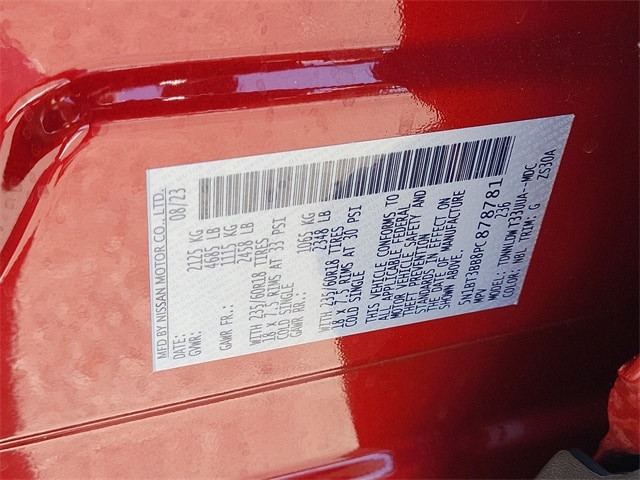 MFD BY NISSAN MOTOR CO., LTD.
DATE: 08/23
GVWR: 2125 KG
4685 LB
GAWR FR.: 1115 KG
2458 LB
WITH 235/60R18 TIRES
18 X 7.5 RIMS AT 33 PSI
COLD SINGLE
GAWR RR.: 1065 KG
2348 LB
WITH 235/60R18 TIRES
18 X 7.5 RIMS AT 30 PSI
COLD SINGLE
THIS VEHICLE CONFORMS TO
ALL APPLICABLE FEDERAL
MOTOR VEHICLE SAFETY AND
THEFT PREVENTION
STANDARDS IN EFFECT ON
THE DATE OF MANUFACTURE
SHOWN ABOVE.
5N1BT3BB8PC878781
MPV 236
MODEL: T33NUA--MDC
COLOR: NBL TRIM: G ZS30A